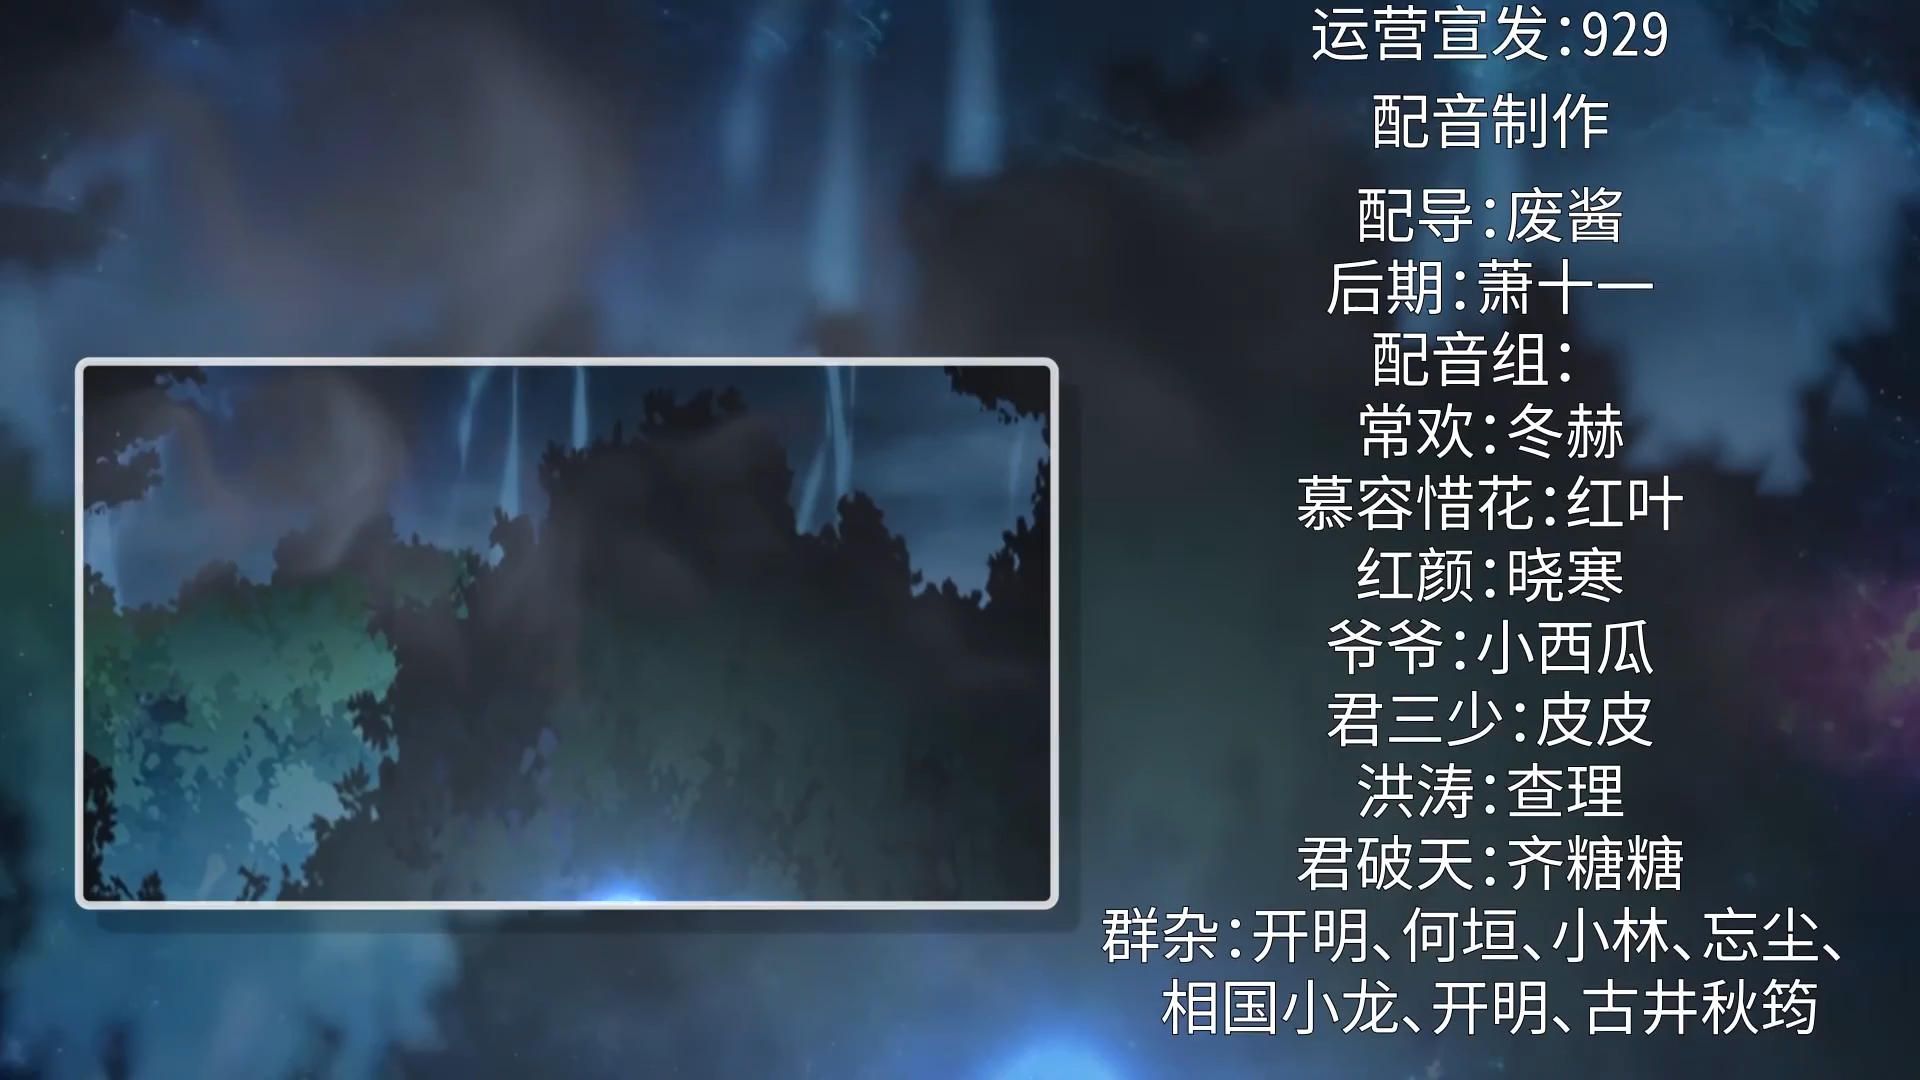 运营宣发：929
配音制作
配导：废酱
后期：萧十一
配音组：
常欢：冬赫
慕容惜花：红叶
红颜：晓寒
爷爷：小西瓜
君三少：皮皮
洪涛：查理
君破天：齐糖糖
群杂：开明、何垣、小林、忘尘、
相国小龙、开明、古井秋筠